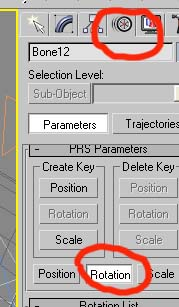 Bone12
Selection Level:
Sub-Object
Parameters Trajectories
- PRS Parameters
Create Key Delete Key
Position Position
Rotation Rotation
Scale Scale
Position Rotation Scale
Rotation List